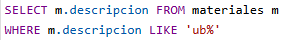 SELECT m.descripcion FROM materiales m
WHERE m.descripcion LIKE 'ub%'